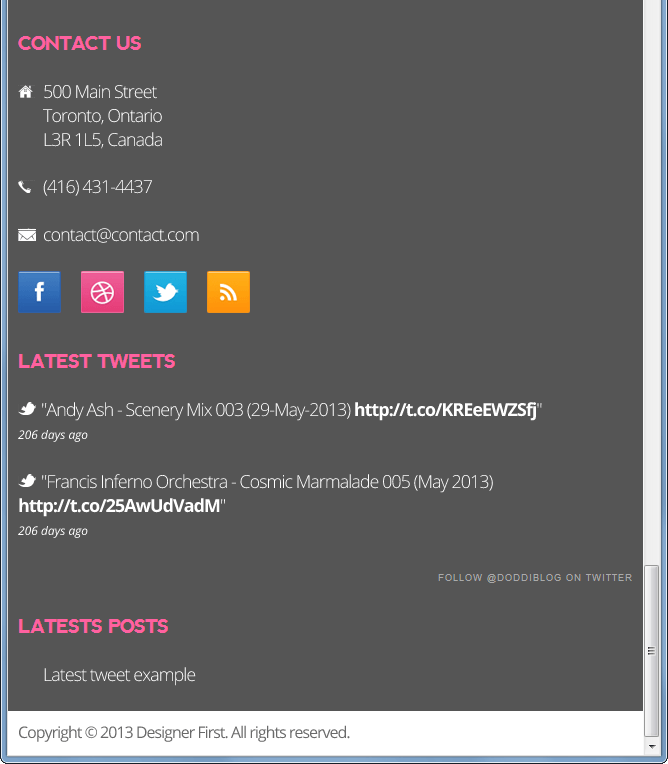 CONTACT US
500 Main Street
Toronto, Ontario
L3R 1L5, Canada
(416) 431-4437
contact@contact.com
f
LATEST TWEETS
"Andy Ash - Scenery Mix 003 (29-May-2013) http://t.co/KREeEWZSfj"
206 days ago
"Francis Inferno Orchestra - Cosmic Marmalade 005 (May 2013)
http://t.co/25AwUdVadM"
206 days ago
FOLLOW @DODDIBLOG ON TWITTER
LATESTS POSTS
Latest tweet example
Copyright © 2013 Designer First. All rights reserved.